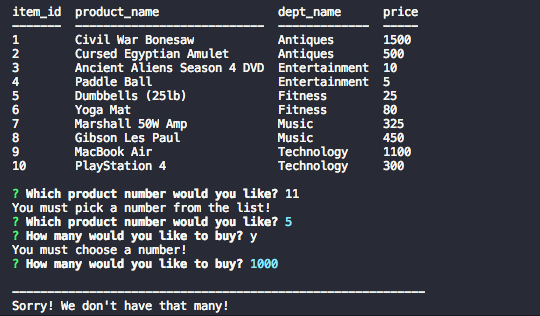 item_id product_name dept_name price
1 Civil War Bonesaw Antiques 1500
2 Cursed Egyptian Amulet Antiques 500
3 Ancient Aliens Season 4 DVD Entertainment 10
4 Paddle Ball Entertainment 5
5 Dumbbells (25lb) Fitness 25
6 Yoga Mat Fitness 80
7 Marshall 50W Amp Music 325
8 Gibson Les Paul Music 450
9 MacBook Air Technology 1100
10 PlayStation 4 Technology 300
? Which product number would you like? 11
You must pick a number from the list!
? Which product number would you like? 5
? How many would you like to buy? y
You must choose a number!
? How many would you like to buy? 1000
Sorry! We don't have that many!